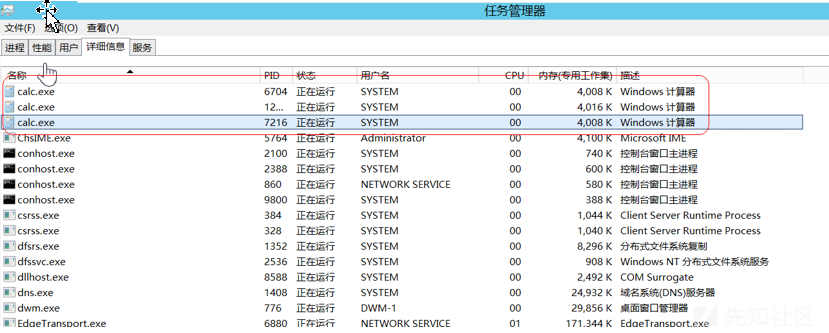 任务管理器
文件(F) 选项(O) 查看(V)
进程 性能 用户 详细信息 服务
名称 PID 状态 用户名 CPU 内存(专用工作集) 描述
calc.exe 6704 正在运行 SYSTEM 00 4,008 K Windows 计算器
calc.exe 12... 正在运行 SYSTEM 00 4,016 K Windows 计算器
calc.exe 7216 正在运行 SYSTEM 00 4,008 K Windows 计算器
ChsIME.exe 5764 正在运行 Administrator 00 4,100 K Microsoft IME
conhost.exe 2100 正在运行 SYSTEM 00 740 K 控制台窗口主进程
conhost.exe 2388 正在运行 SYSTEM 00 600 K 控制台窗口主进程
conhost.exe 860 正在运行 NETWORK SERVICE 00 580 K 控制台窗口主进程
conhost.exe 9800 正在运行 SYSTEM 00 388 K 控制台窗口主进程
csrss.exe 384 正在运行 SYSTEM 00 1,044 K Client Server Runtime Process
csrss.exe 328 正在运行 SYSTEM 00 1,040 K Client Server Runtime Process
dfsrs.exe 1352 正在运行 SYSTEM 00 8,296 K 分布式文件系统复制
dfssvc.exe 2536 正在运行 SYSTEM 00 908 K Windows NT 分布式文件系统服务
dllhost.exe 8588 正在运行 SYSTEM 00 2,492 K COM Surrogate
dns.exe 1408 正在运行 SYSTEM 00 24,932 K 域名系统(DNS)服务器
dwm.exe 776 正在运行 DWM-1 00 29,856 K 桌面窗口管理器
EdgeTransport.exe 6880 正在运行 NETWORK SERVICE 01 171,344 K EdgeTransport.exe
先知社区